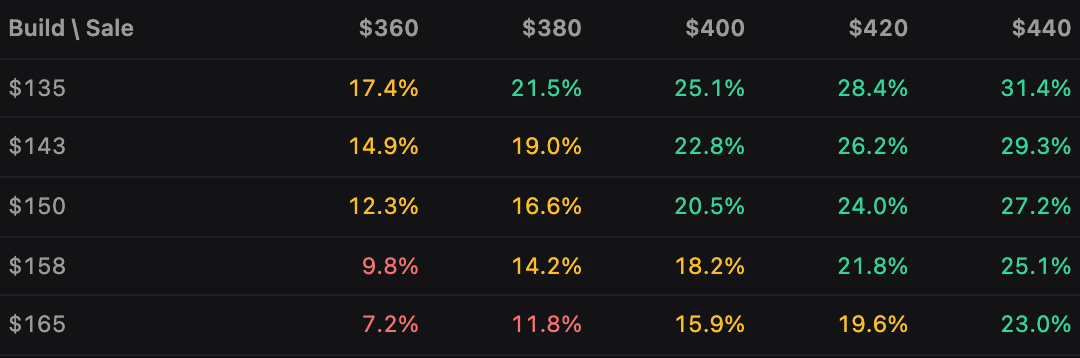 Build \ Sale $360 $380 $400 $420 $440
$135 17.4% 21.5% 25.1% 28.4% 31.4%
$143 14.9% 19.0% 22.8% 26.2% 29.3%
$150 12.3% 16.6% 20.5% 24.0% 27.2%
$158 9.8% 14.2% 18.2% 21.8% 25.1%
$165 7.2% 11.8% 15.9% 19.6% 23.0%